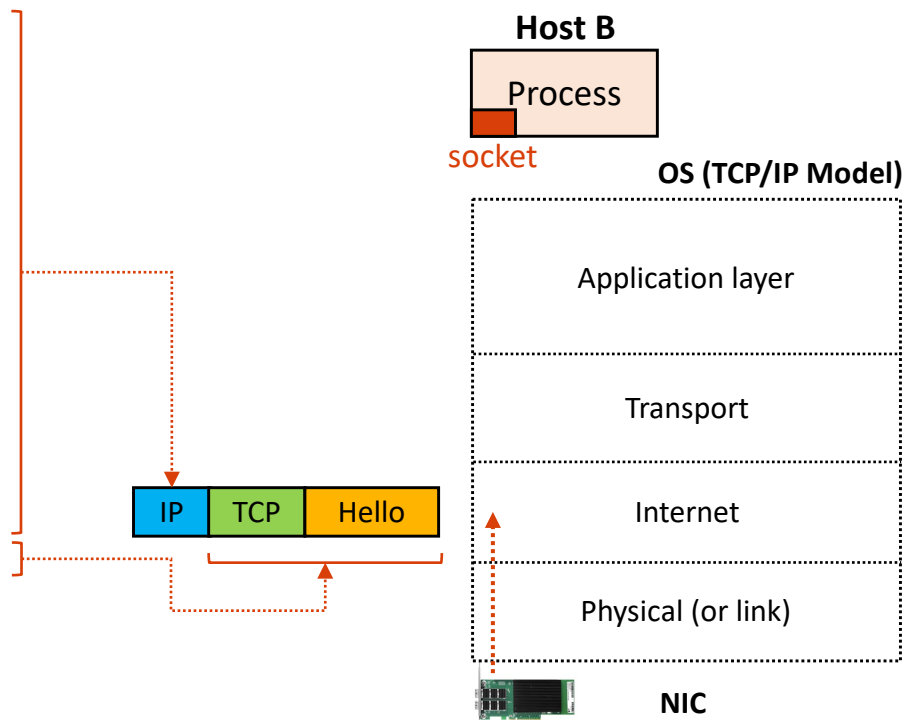 Host B
Process
socket
OS (TCP/IP Model)
Application layer
Transport
IP TCP Hello
Internet
Physical (or link)
NIC